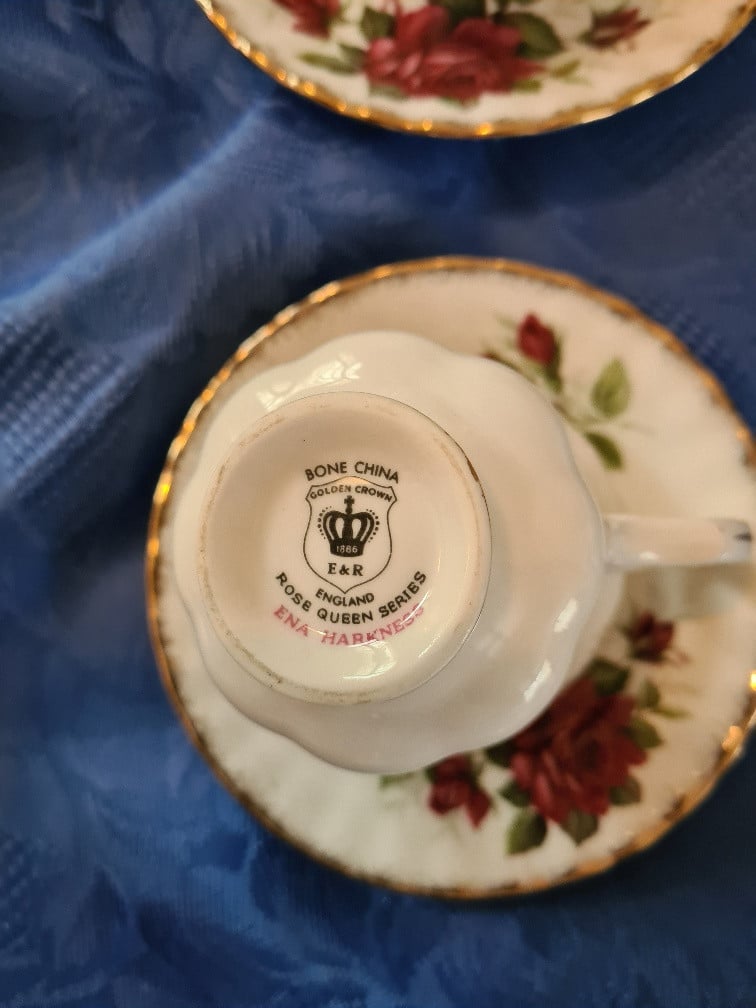 BONE CHINA
GOLDEN CROWN
1886
E & R
ENGLAND
ROSE QUEEN SERIES
ENA HARKNESS